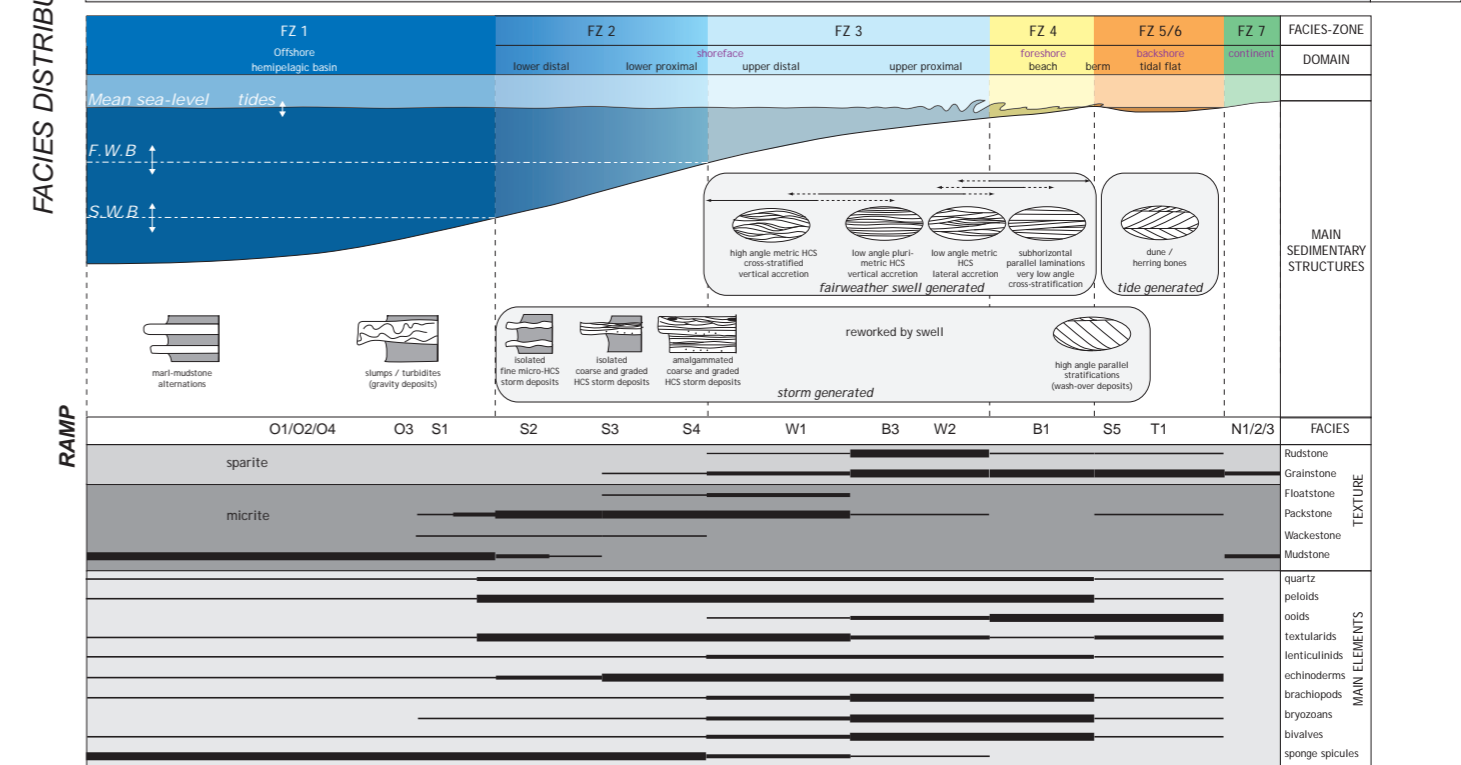 FACIES DISTRIBU
RAMP
FZ 1 FZ 2 FZ 3 FZ 4 FZ 5/6 FZ 7 FACIES-ZONE
Offshore shoreface foreshore backshore continent
hemipelagic basin lower distal lower proximal upper distal upper proximal beach berm tidal flat DOMAIN
Mean sea-level tides
F.W.B
S.W.B
high angle metric HCS
cross-stratified
vertical accretion
low angle pluri-
metric HCS
vertical accretion
low angle metric
HCS
lateral accretion
subhorizontal
parallel laminations
very low angle
cross-stratification
fairweather swell generated
dune /
herring bones
tide generated
MAIN
SEDIMENTARY
STRUCTURES
marl-mudstone
alternations
slumps / turbidites
(gravity deposits)
isolated
fine micro-HCS
storm deposits
isolated
coarse and graded
HCS storm deposits
amalgammated
coarse and graded
HCS storm deposits
reworked by swell
high angle parallel
stratifications
(wash-over deposits)
storm generated
O1/O2/O4 O3 S1 S2 S3 S4 W1 B3 W2 B1 S5 T1 N1/2/3 FACIES
sparite
micrite
Rudstone
Grainstone
Floatstone
Packstone
Wackestone
Mudstone
TEXTURE
quartz
peloids
ooids
textularids
lenticulinids
echinoderms
brachiopods
bryozoans
bivalves
sponge spicules
MAIN ELEMENTS